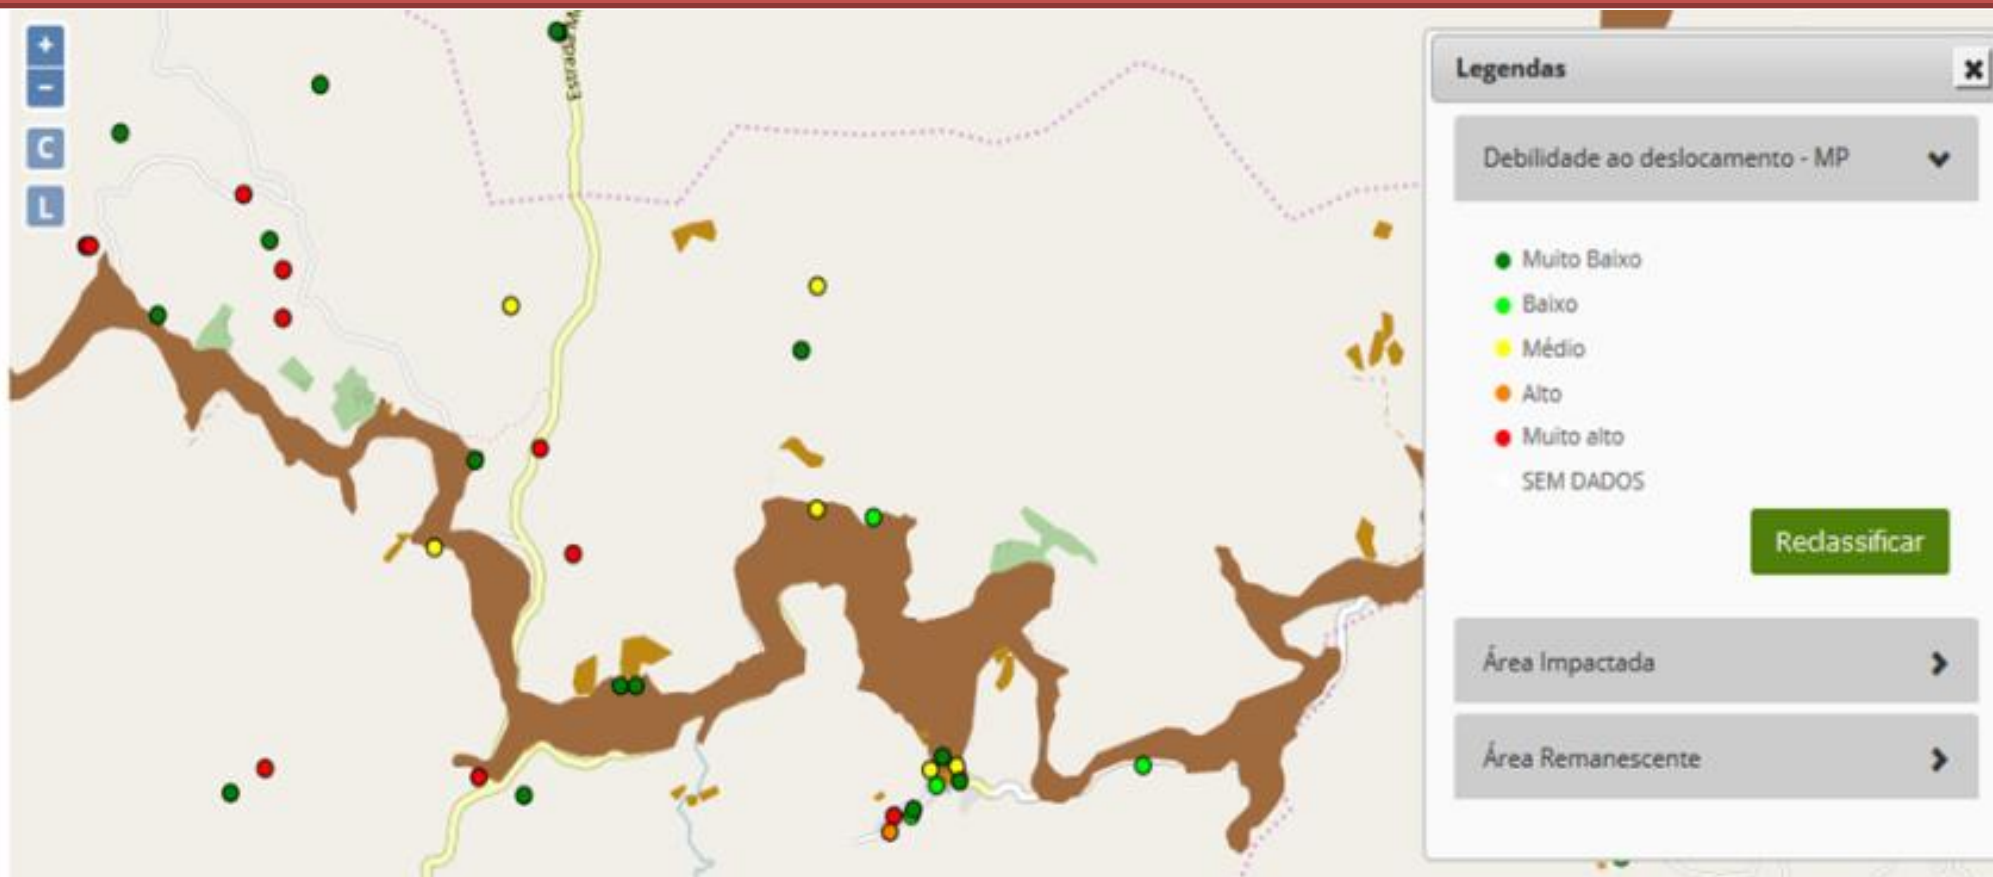 +
-
C
L
Legendas
Debilidade ao deslocamento - MP
Muito Baixo
Baixo
Médio
Alto
Muito alto
SEM DADOS
Reclassificar
Área Impactada
Área Remanescente